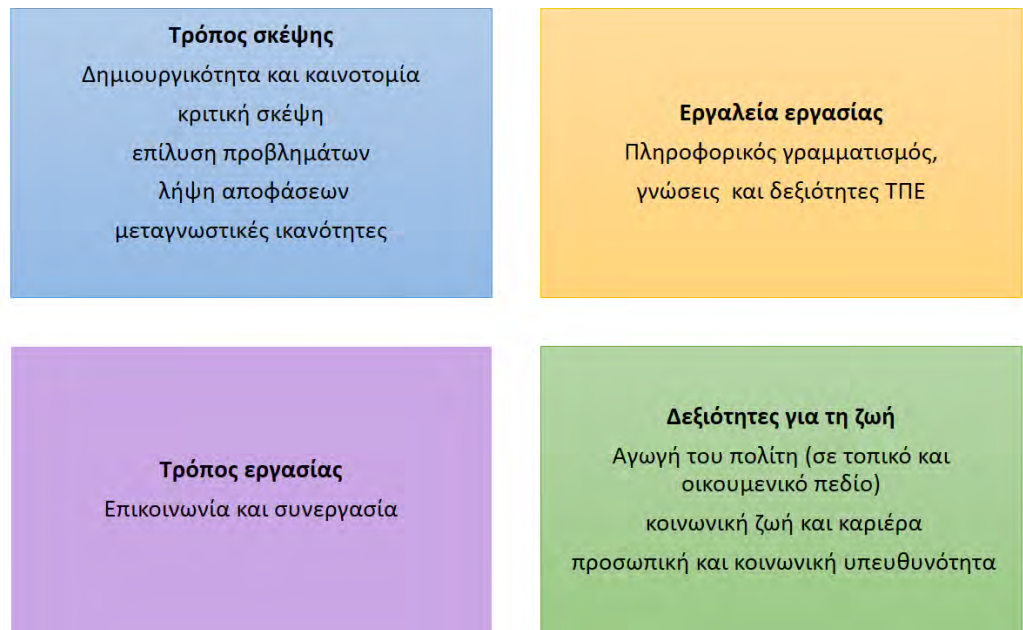 Τρόπος σκέψης
Δημιουργικότητα και καινοτομία
κριτική σκέψη
επίλυση προβλημάτων
λήψη αποφάσεων
μεταγνωστικές ικανότητες
Εργαλεία εργασίας
Πληροφορικός γραμματισμός,
γνώσεις και δεξιότητες ΤΠΕ
Τρόπος εργασίας
Επικοινωνία και συνεργασία
Δεξιότητες για τη ζωή
Αγωγή του πολίτη (σε τοπικό και
οικουμενικό πεδίο)
κοινωνική ζωή και καριέρα
προσωπική και κοινωνική υπευθυνότητα